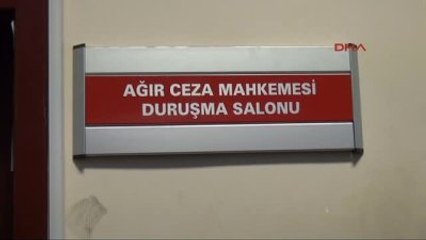 DHA
AĞIR CEZA MAHKEMESİ
DURUŞMA SALONU